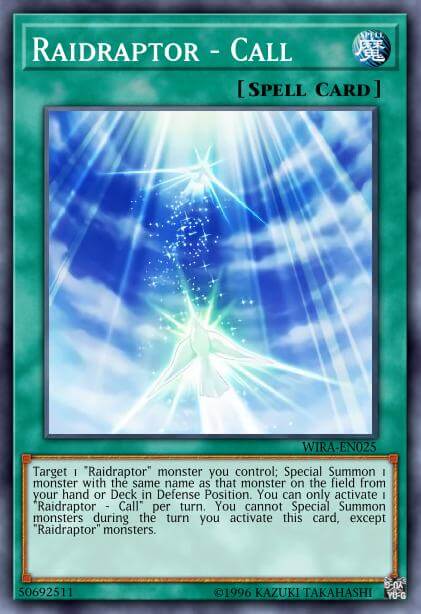 Raidraptor - Call
SPELL
魔
[Spell Card]
WIRA-EN025
Target 1 "Raidraptor" monster you control; Special Summon 1
monster with the same name as that monster on the field from
your hand or Deck in Defense Position. You can only activate 1
"Raidraptor - Call" per turn. You cannot Special Summon
monsters during the turn you activate this card, except
"Raidraptor" monsters.
50692511
©1996 KAZUKI TAKAHASHI